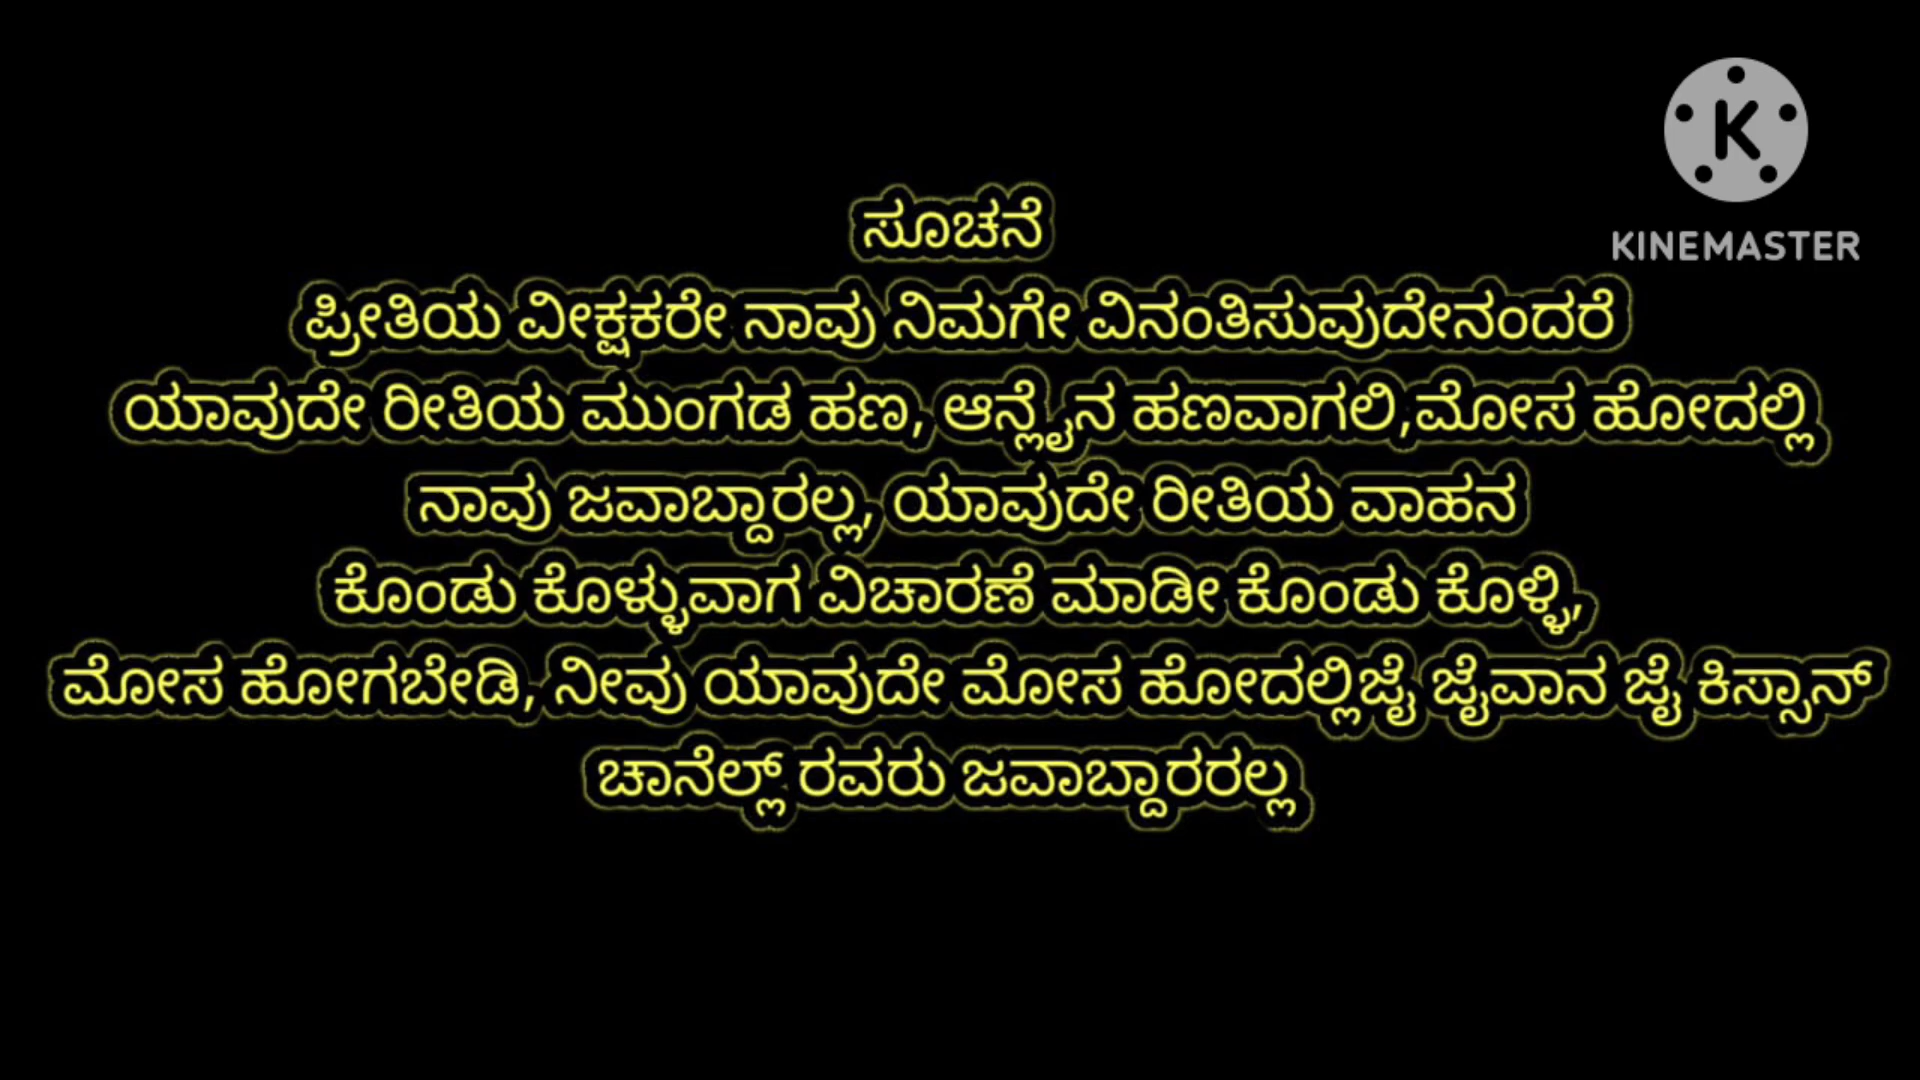 KINEMASTER
ಸೂಚನೆ
ಪ್ರೀತಿಯ ವೀಕ್ಷಕರೇ ನಾವು ನಿಮಗೇ ವಿನಂತಿಸುವುದೇನಂದರೆ
ಯಾವುದೇ ರೀತಿಯ ಮುಂಗಡ ಹಣ, ಆನ್ಲೈನ ಹಣವಾಗಲಿ,ಮೋಸ ಹೋದಲ್ಲಿ
ನಾವು ಜವಾಬ್ದಾರಲ್ಲ, ಯಾವುದೇ ರೀತಿಯ ವಾಹನ
ಕೊಂಡು ಕೊಳ್ಳುವಾಗ ವಿಚಾರಣೆ ಮಾಡೀ ಕೊಂಡು ಕೊಳ್ಳಿ,
ಮೋಸ ಹೋಗಬೇಡಿ, ನೀವು ಯಾವುದೇ ಮೋಸ ಹೋದಲ್ಲಿಜೈ ಜೈವಾನ ಜೈ ಕಿಸ್ಸಾನ್
ಚಾನೆಲ್ಲ್ ರವರು ಜವಾಬ್ದಾರರಲ್ಲ